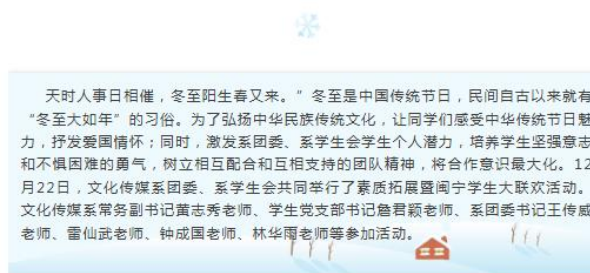 天时人事日相催，冬至阳生春又来。”冬至是中国传统节日，民间自古以来就有
“冬至大如年”的习俗。为了弘扬中华民族传统文化，让同学们感受中华传统节日魅
力，抒发爱国情怀；同时，激发系团委、系学生会学生个人潜力，培养学生坚强意志
和不惧困难的勇气，树立相互配合和互相支持的团队精神，将合作意识最大化。12
月22日，文化传媒系团委、系学生会共同举行了素质拓展暨闽宁学生大联欢活动。
文化传媒系常务副书记黄志秀老师、学生党支部书记詹君颖老师、系团委书记王传威
老师、雷仙武老师、钟成国老师、林华雨老师等参加活动。